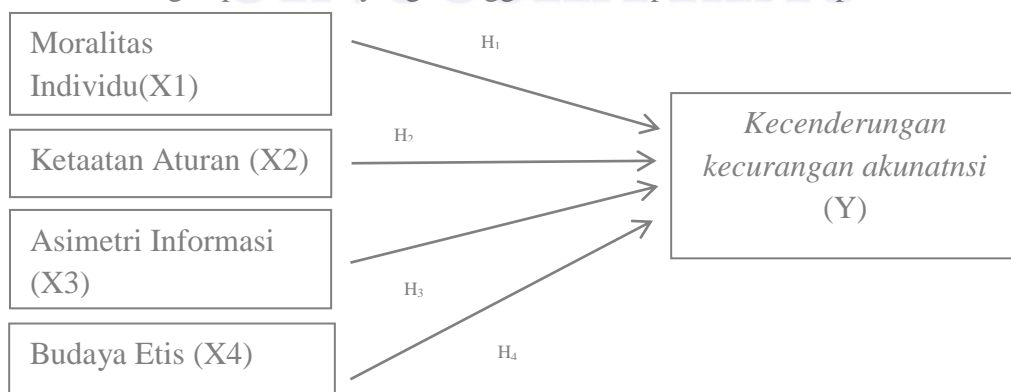 Moralitas
Individu(X1)
H₁
Ketaatan Aturan (X2)
H₂
Kecenderungan
kecurangan akunatnsi
(Y)
Asimetri Informasi
(X3)
H₃
Budaya Etis (X4)
H₄